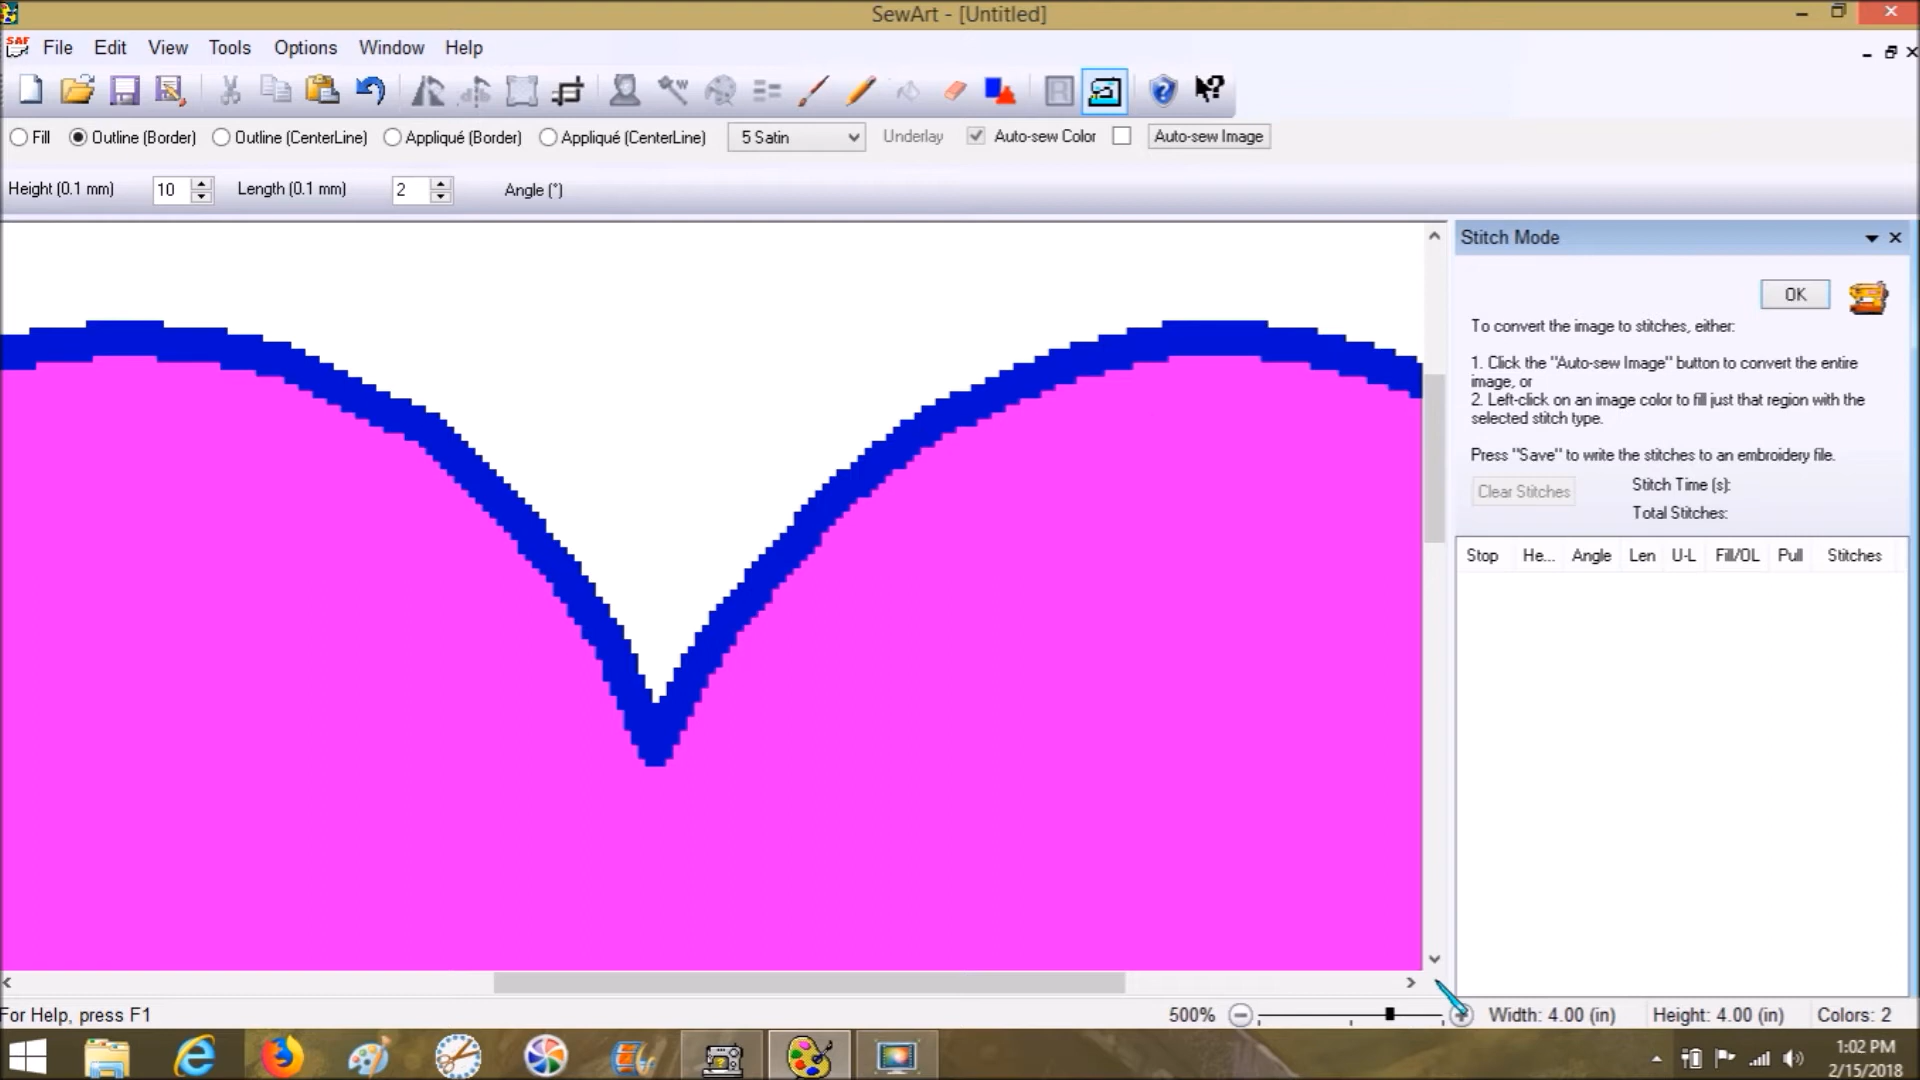 SewArt - [Untitled]
SAF File Edit View Tools Options Window Help
Fill Outline (Border) Outline (CenterLine) Appliqué (Border) Appliqué (CenterLine) 5 Satin Underlay Auto-sew Color Auto-sew Image
Height (0.1 mm) 10 Length (0.1 mm) 2 Angle (°)
Stitch Mode
OK
To convert the image to stitches, either:
1. Click the "Auto-sew Image" button to convert the entire
image, or
2. Left-click on an image color to fill just that region with the
selected stitch type.
Press "Save" to write the stitches to an embroidery file.
Clear Stitches Stitch Time (s):
Total Stitches:
Stop He... Angle Len U-L Fill/OL Pull Stitches
For Help, press F1 500% Width: 4.00 (in) Height: 4.00 (in) Colors: 2
1:02 PM
2/15/2018